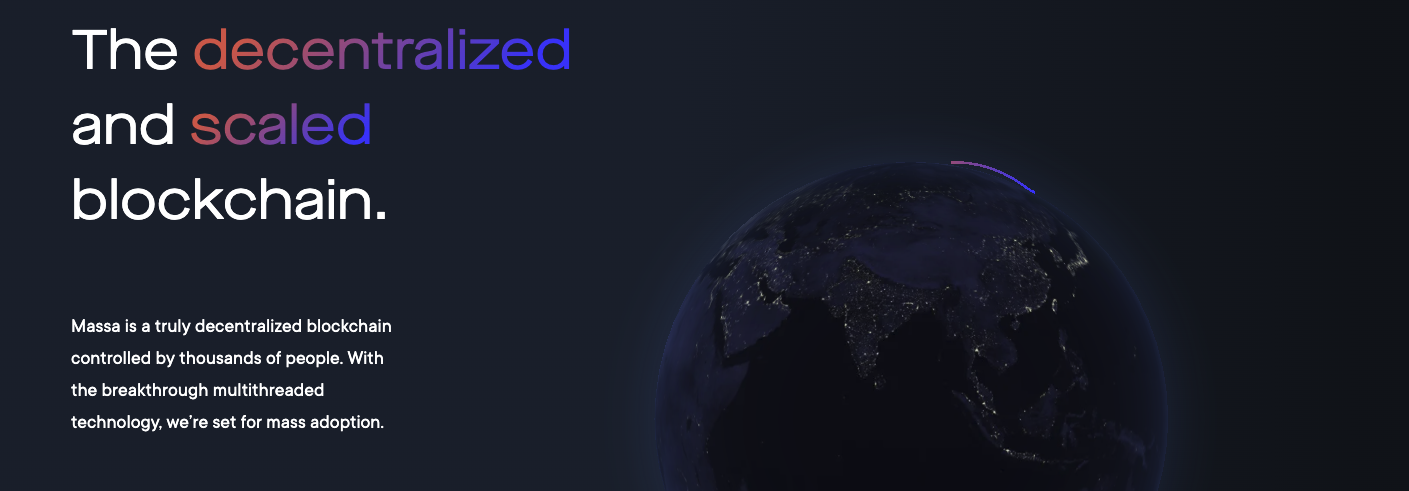 The decentralized
and scaled
blockchain.
Massa is a truly decentralized blockchain
controlled by thousands of people. With
the breakthrough multithreaded
technology, we're set for mass adoption.